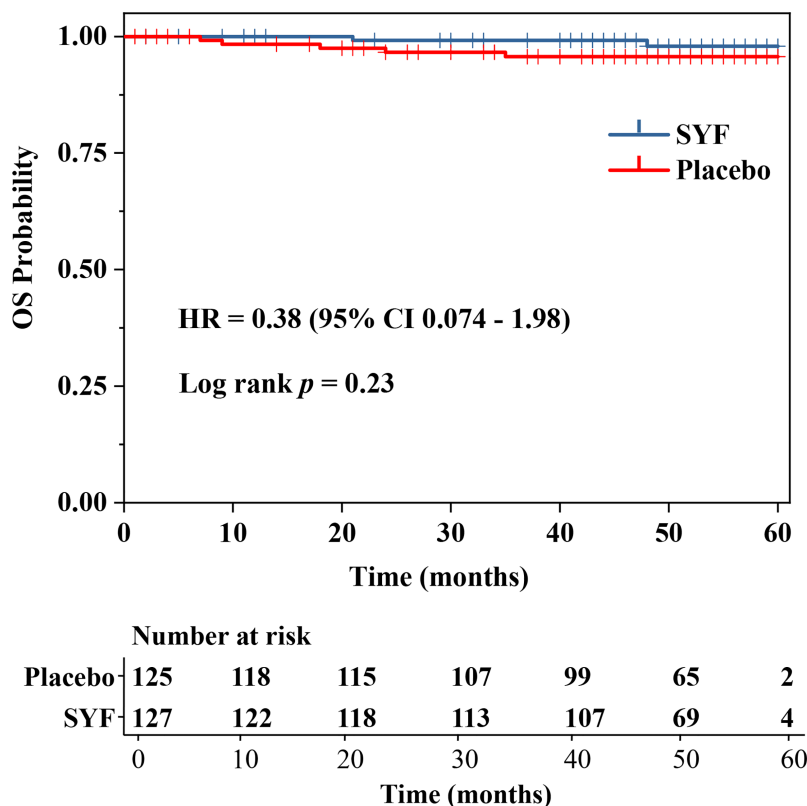 1.00
0.75
0.50
0.25
0.00
OS Probability
SYF
Placebo
HR = 0.38 (95% CI 0.074 - 1.98)
Log rank p = 0.23
0 10 20 30 40 50 60
Time (months)
Number at risk
Placebo 125 118 115 107 99 65 2
SYF 127 122 118 113 107 69 4
0 10 20 30 40 50 60
Time (months)